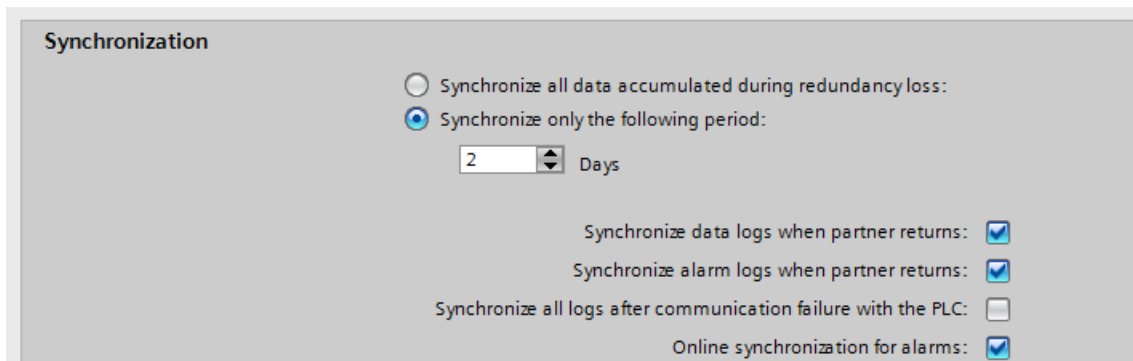 Synchronization
Synchronize all data accumulated during redundancy loss:
Synchronize only the following period:
2 Days
Synchronize data logs when partner returns:
Synchronize alarm logs when partner returns:
Synchronize all logs after communication failure with the PLC:
Online synchronization for alarms: